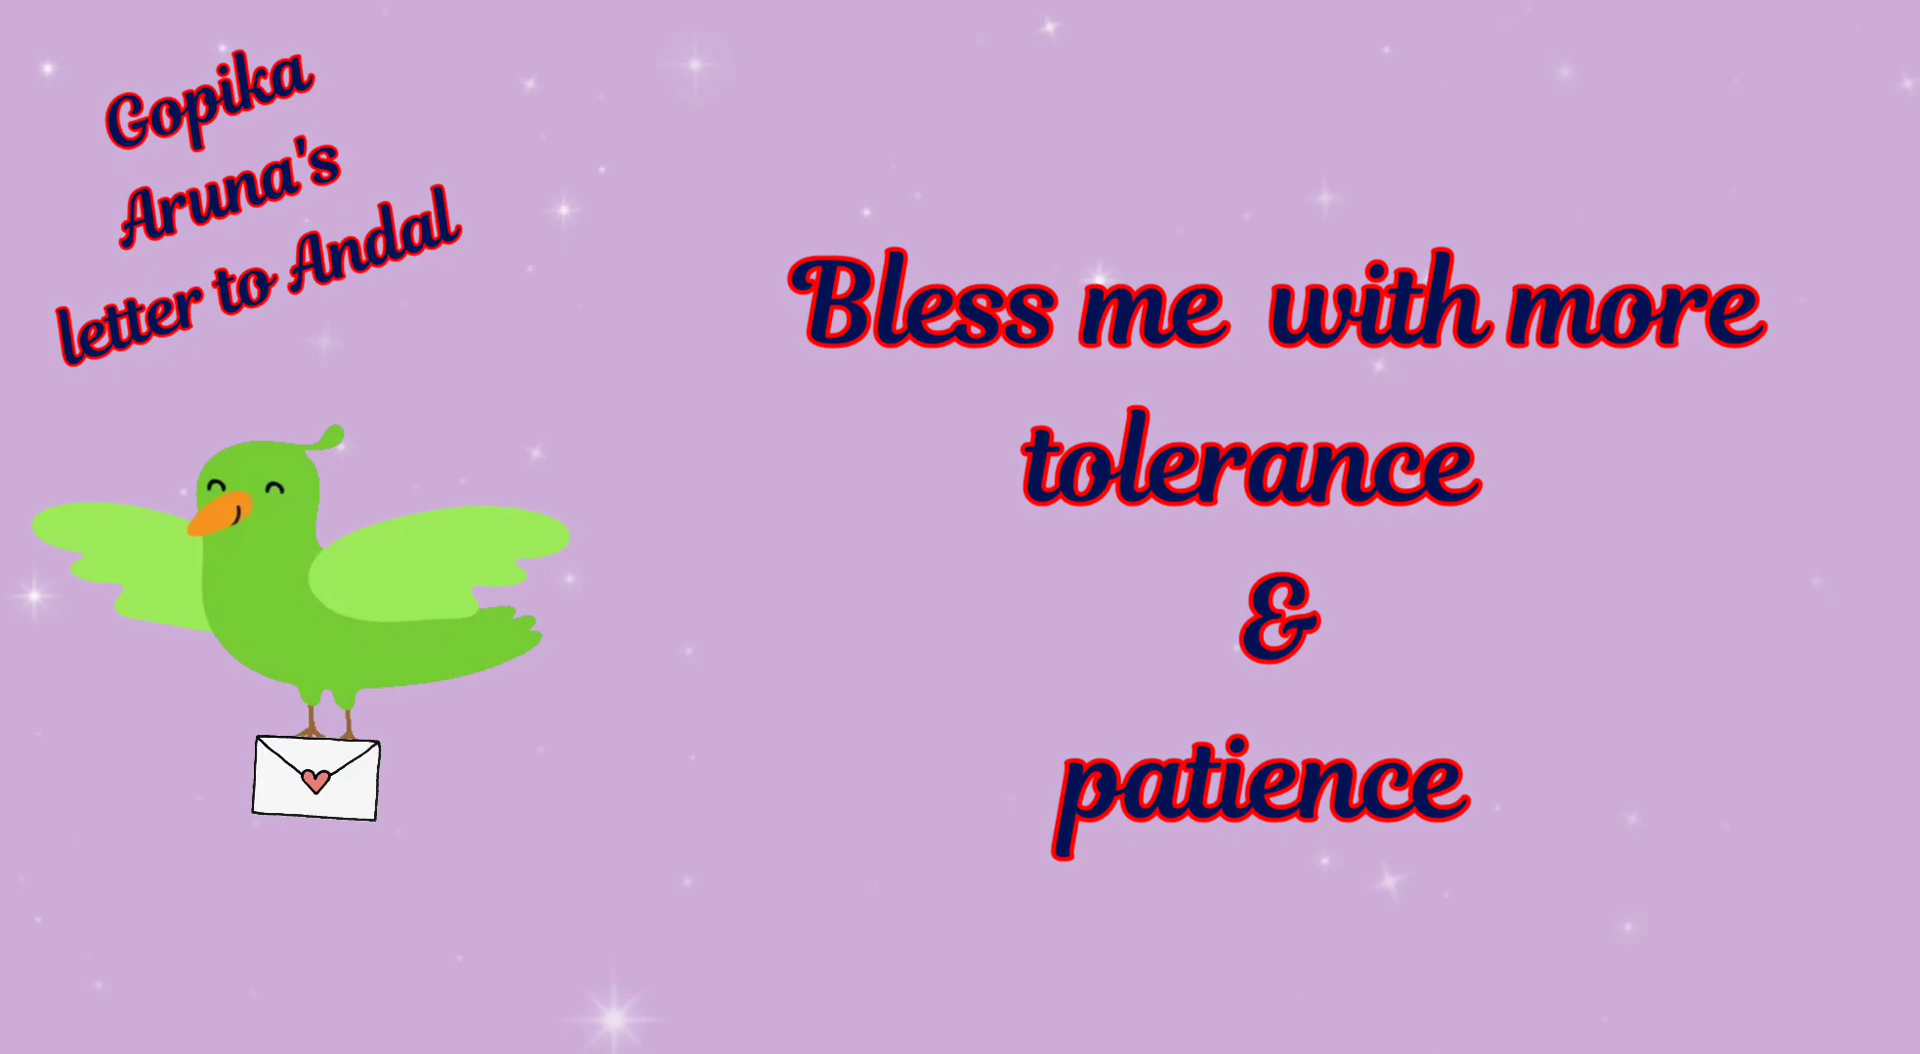 Gopika
Aruna's
letter to Andal
Bless me with more
tolerance
&
patience